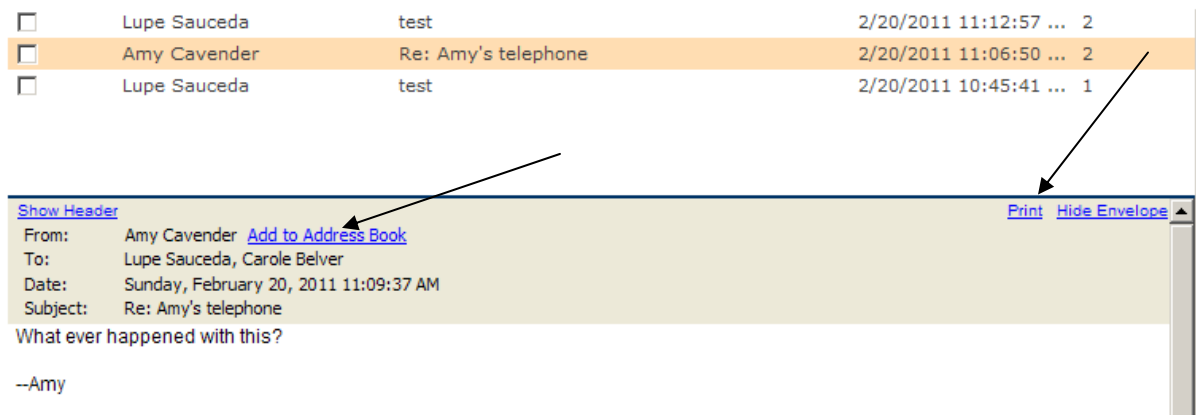 Lupe Sauceda test 2/20/2011 11:12:57 ... 2
Amy Cavender Re: Amy's telephone 2/20/2011 11:06:50 ... 2
Lupe Sauceda test 2/20/2011 10:45:41 ... 1
Show Header Print Hide Envelope
From: Amy Cavender Add to Address Book
To: Lupe Sauceda, Carole Belver
Date: Sunday, February 20, 2011 11:09:37 AM
Subject: Re: Amy's telephone
What ever happened with this?
--Amy